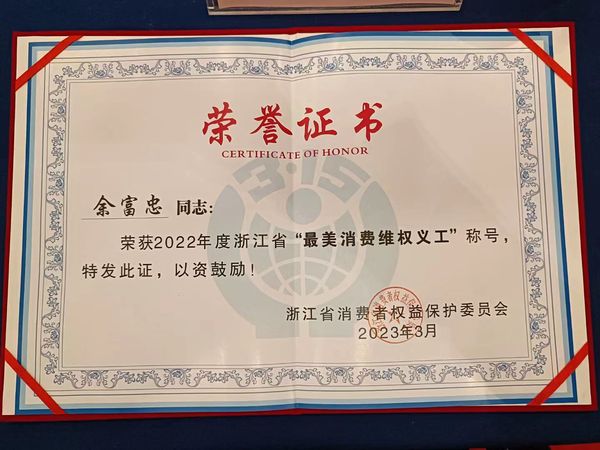 荣誉证书
CERTIFICATE OF HONOR
3·15
余富忠 同志：
荣获2022年度浙江省“最美消费维权义工”称号，
特发此证，以资鼓励！
浙江省消费者权益保护委员会
2023年3月